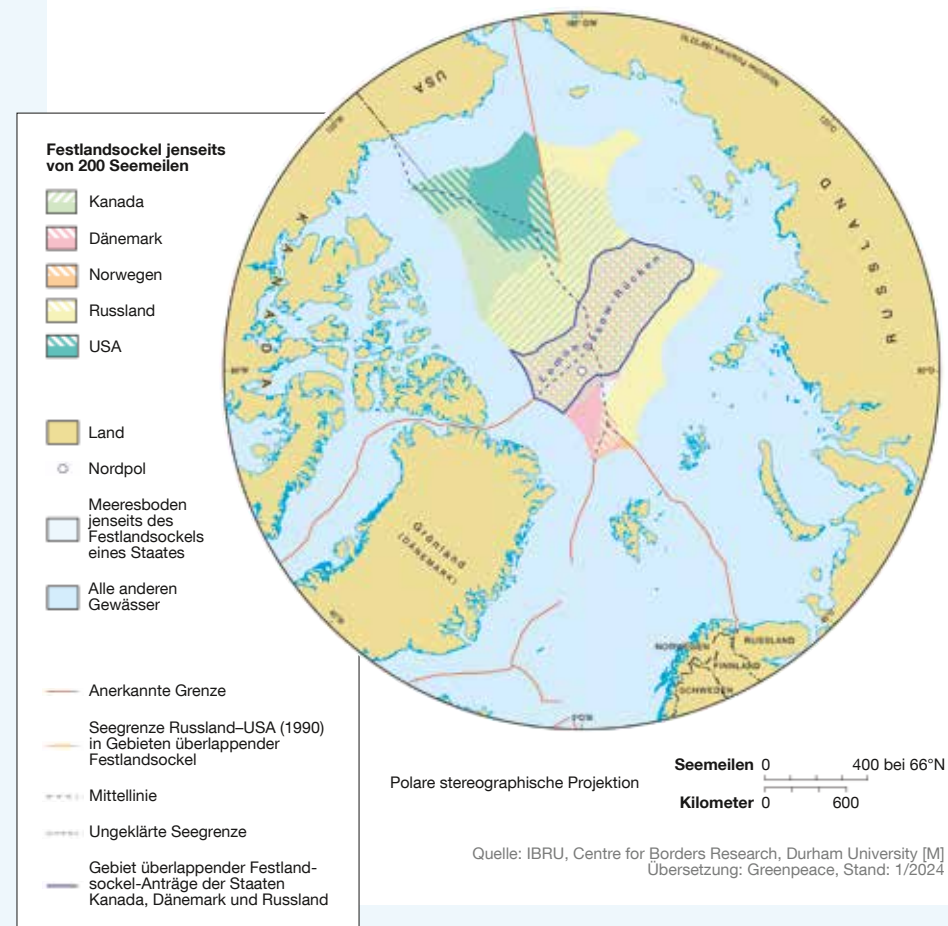 Festlandsockel jenseits
von 200 Seemeilen
Kanada
Dänemark
Norwegen
Russland
USA
Land
Nordpol
Meeresboden
jenseits des
Festlandsockels
eines Staates
Alle anderen
Gewässer
Anerkannte Grenze
Seegrenze Russland–USA (1990)
in Gebieten überlappender
Festlandsockel
Mittellinie
Ungeklärte Seegrenze
Gebiet überlappender Festland-
sockel-Anträge der Staaten
Kanada, Dänemark und Russland
USA
KANADA
RUSSLAND
Lomonossow Rücken
Grönland
(DÄNEMARK)
NORWEGEN
RUSSLAND
FINNLAND
SCHWEDEN
Polare stereographische Projektion
Seemeilen 0 400 bei 66°N
Kilometer 0 600
Quelle: IBRU, Centre for Borders Research, Durham University [M]
Übersetzung: Greenpeace, Stand: 1/2024